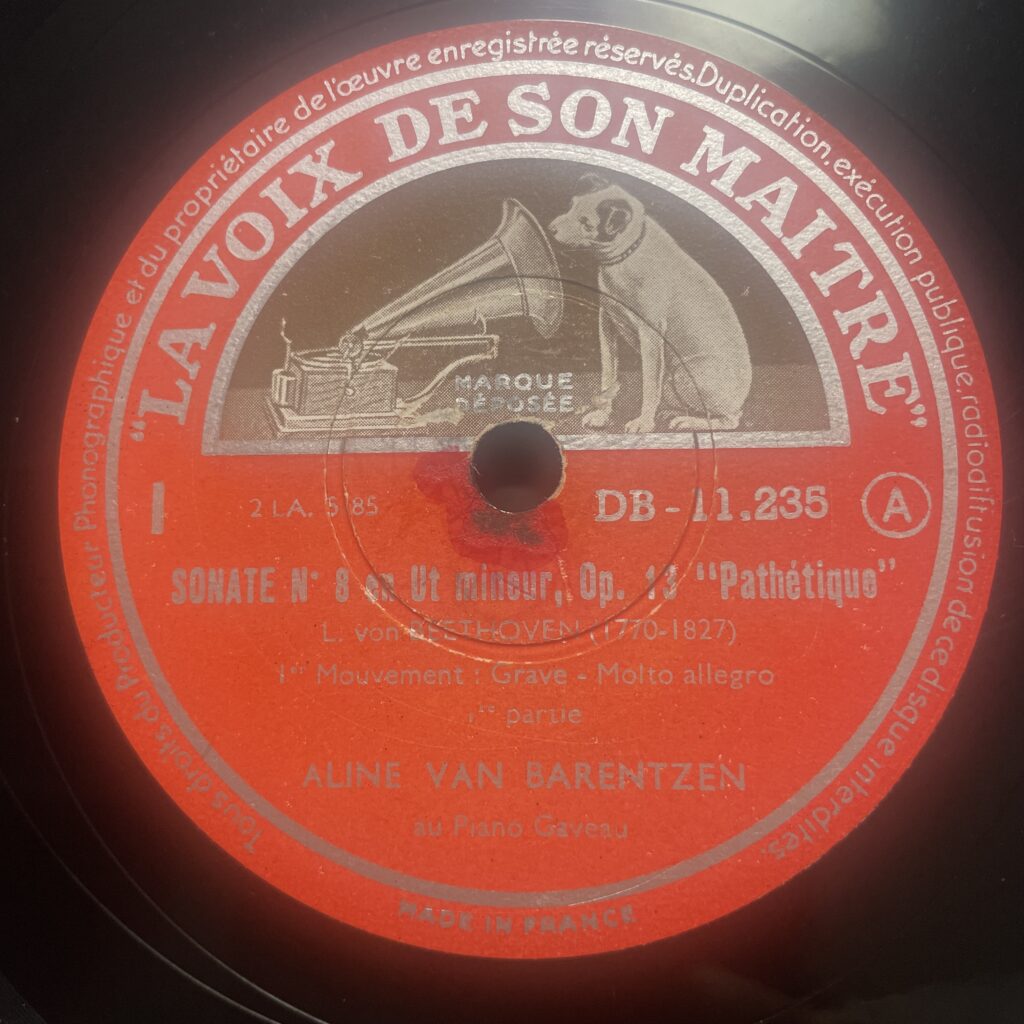 Tous droits du Producteur Phonographique et du propriétaire de l'œuvre enregistrée réservés. Duplication. exécution publique. radiodiffusion de ce disque interdites.
"LA VOIX DE SON MAITRE"
MARQUE
DÉPOSÉE
I 2 LA. 5 85 DB - 11.235 A
SONATE N° 8 en Ut mineur, Op. 13 "Pathétique"
L. von BEETHOVEN (1770-1827)
1er Mouvement : Grave - Molto allegro
1re partie
ALINE VAN BARENTZEN
au Piano Gaveau
MADE IN FRANCE